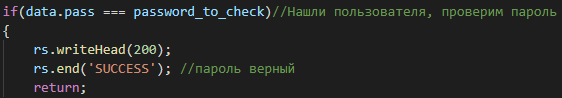 if(data.pass === password_to_check)//Нашли пользователя, проверим пароль
{
    rs.writeHead(200);
    rs.end('SUCCESS'); //пароль верный
    return;